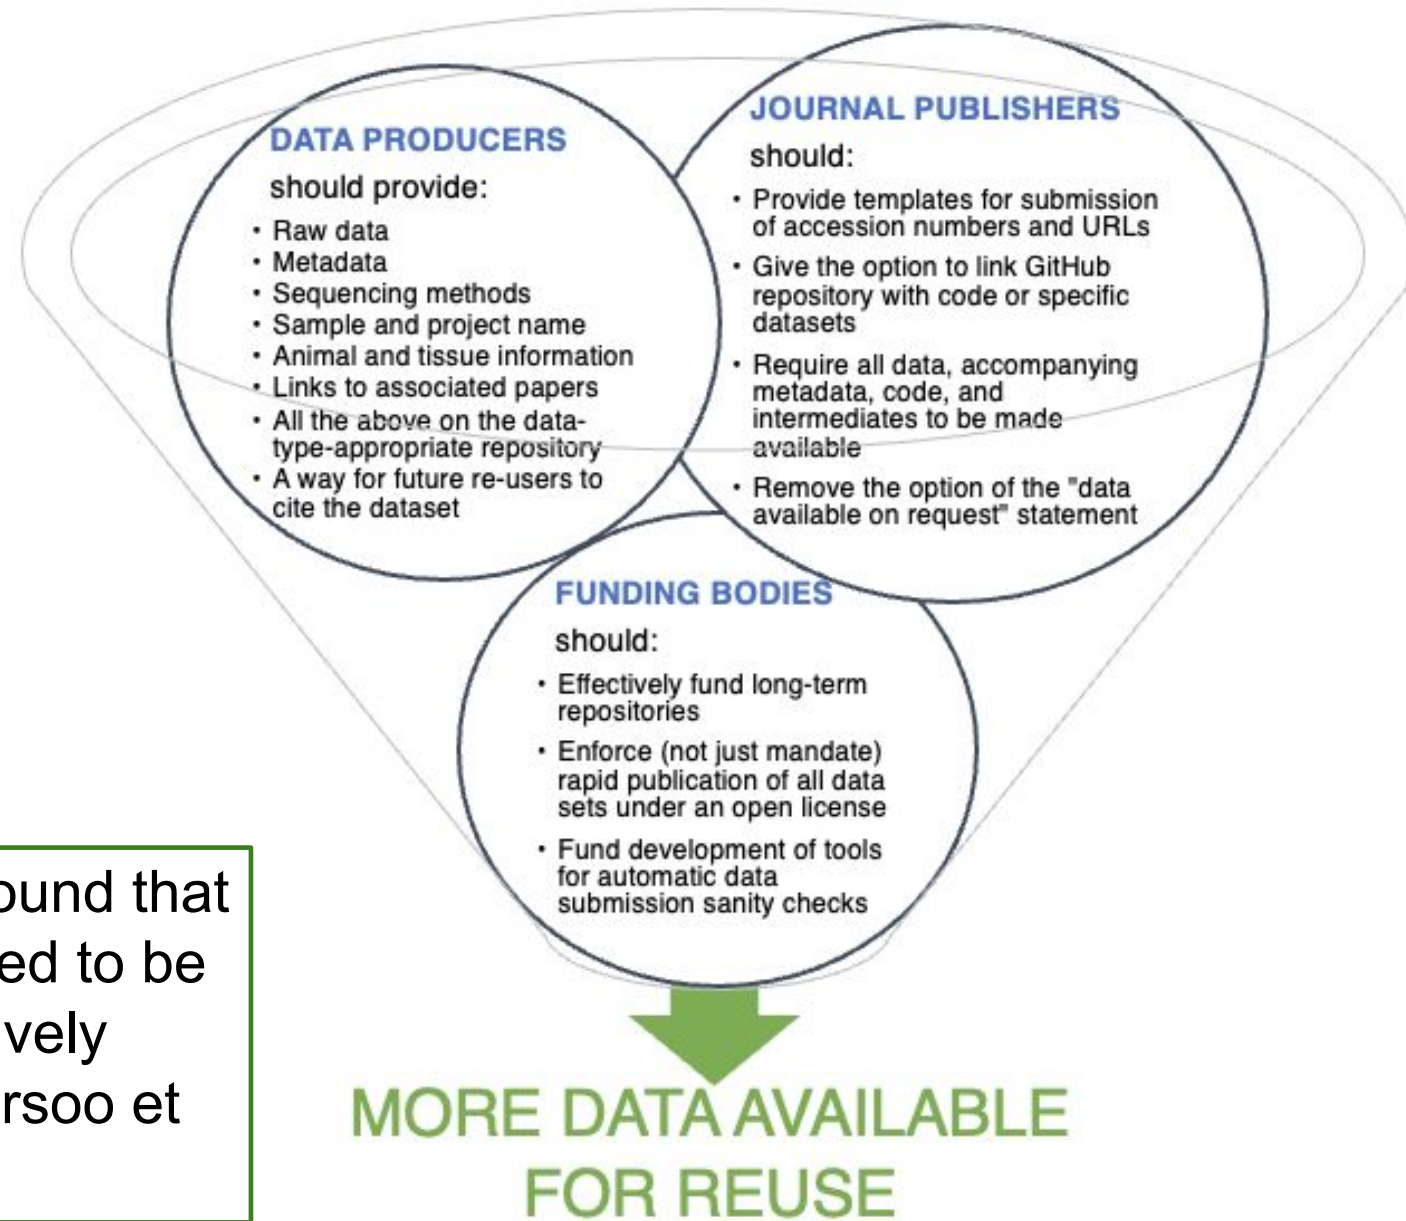 DATA PRODUCERS
should provide:
• Raw data
• Metadata
• Sequencing methods
• Sample and project name
• Animal and tissue information
• Links to associated papers
• All the above on the data-
type-appropriate repository
• A way for future re-users to
cite the dataset
JOURNAL PUBLISHERS
should:
• Provide templates for submission
of accession numbers and URLs
• Give the option to link GitHub
repository with code or specific
datasets
• Require all data, accompanying
metadata, code, and
intermediates to be made
available
• Remove the option of the "data
available on request" statement
FUNDING BODIES
should:
• Effectively fund long-term
repositories
• Enforce (not just mandate)
rapid publication of all data
sets under an open license
• Fund development of tools
for automatic data
submission sanity checks
ound that
ed to be
vely
rsoo et
MORE DATA AVAILABLE
FOR REUSE